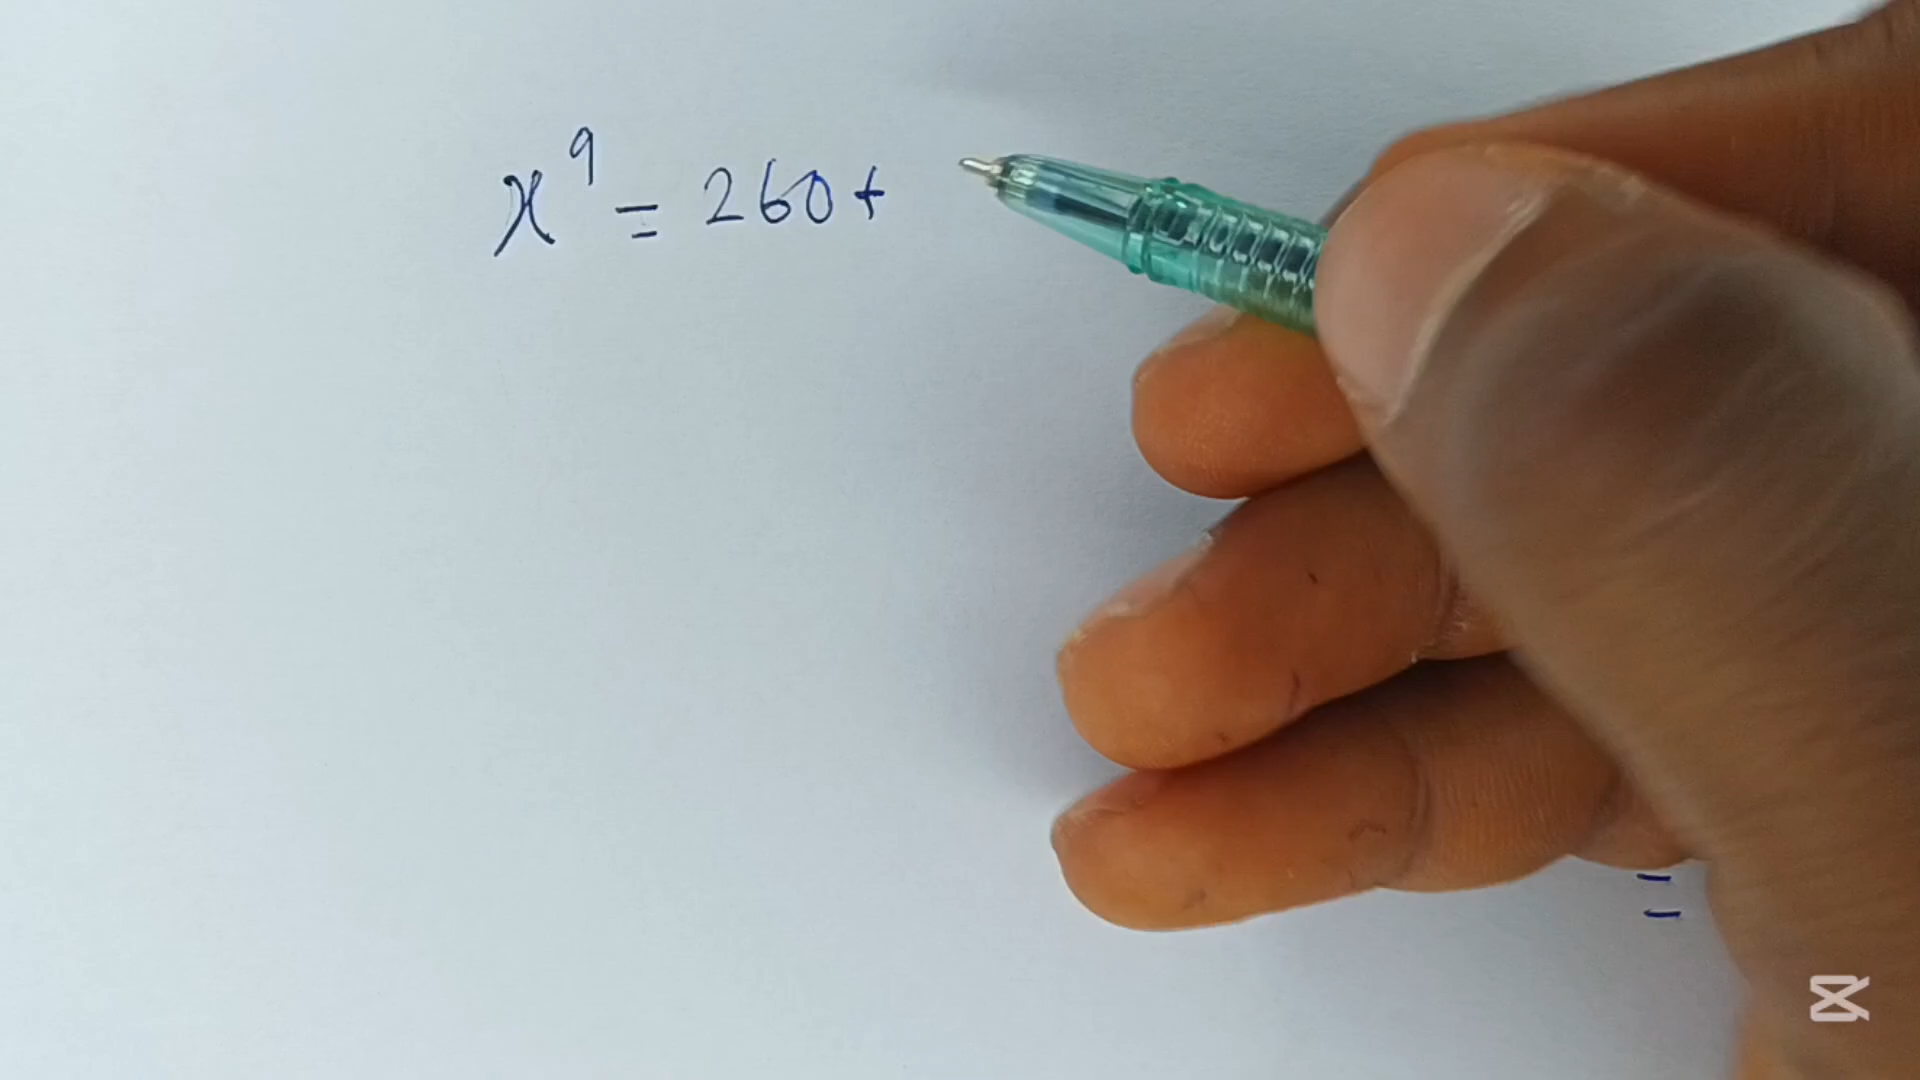 x⁹ = 260 +
=